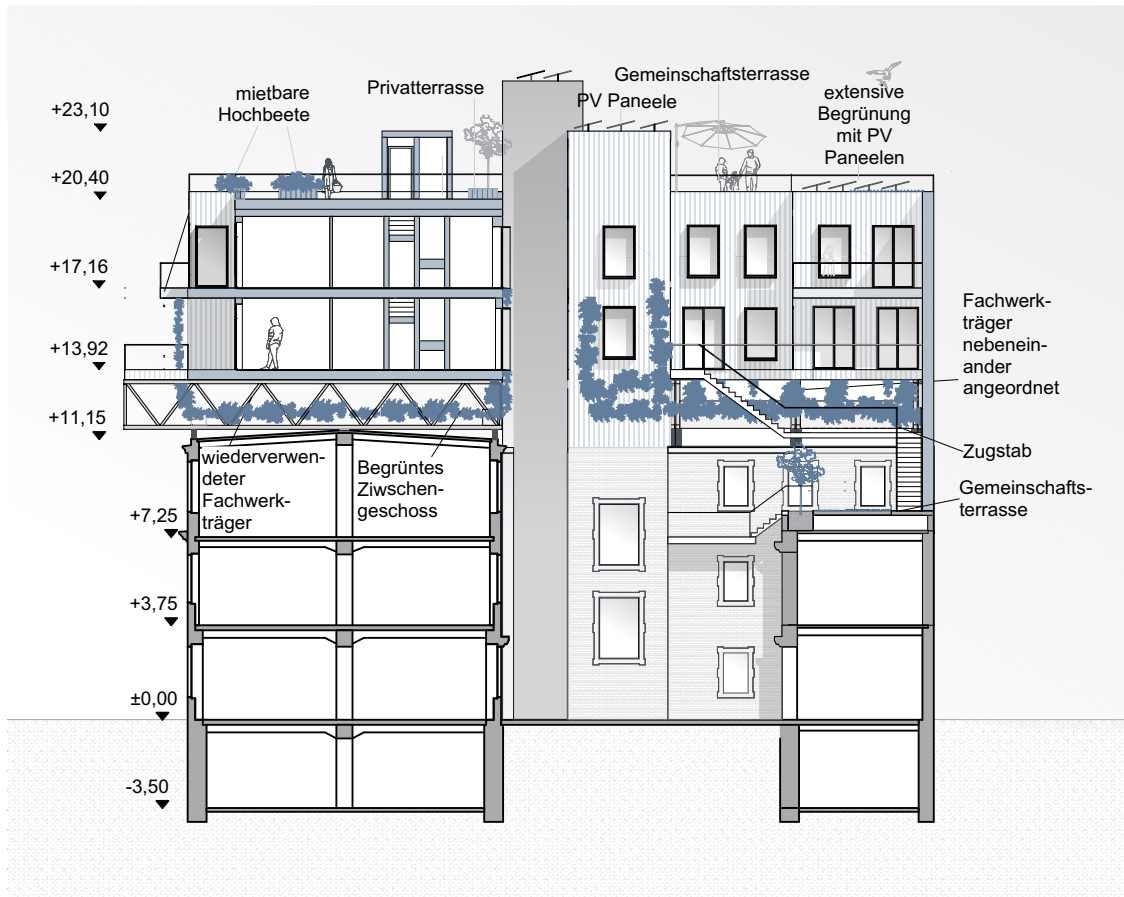 mietbare
Hochbeete
Privatterrasse
PV Paneele
Gemeinschaftsterrasse
extensive
Begrünung
mit PV
Paneelen
+23,10
+20,40
+17,16
+13,92
+11,15
+7,25
+3,75
±0,00
-3,50
wiederverwen-
deter
Fachwerk-
träger
Begrüntes
Ziwschen-
geschoss
Fachwerk-
träger
nebenein-
ander
angeordnet
Zugstab
Gemeinschafts-
terrasse